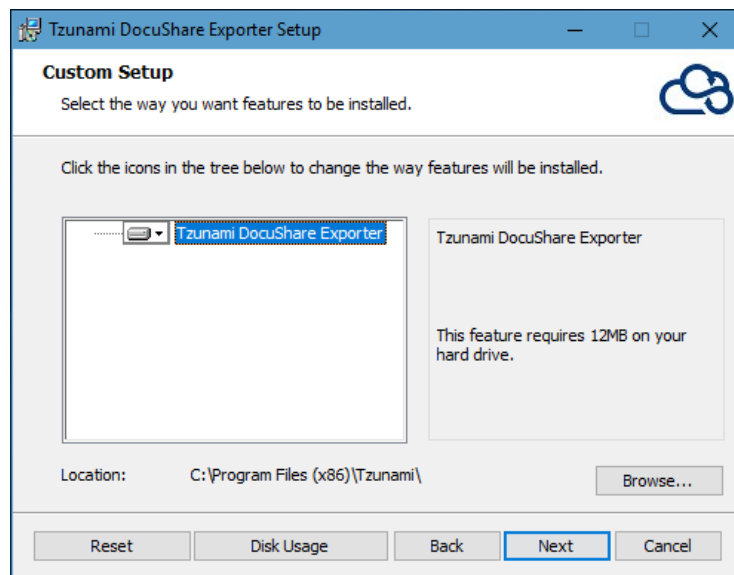 Tzunami DocuShare Exporter Setup
Custom Setup
Select the way you want features to be installed.
Click the icons in the tree below to change the way features will be installed.
Tzunami DocuShare Exporter
Tzunami DocuShare Exporter
This feature requires 12MB on your
hard drive.
Location: C:\Program Files (x86)\Tzunami\
Browse...
Reset Disk Usage Back Next Cancel